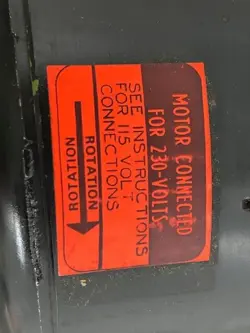 MOTOR CONNECTED
FOR 230-VOLTS
SEE INSTRUCTIONS
FOR 115 VOLT
CONNECTIONS
ROTATION
ROTATION